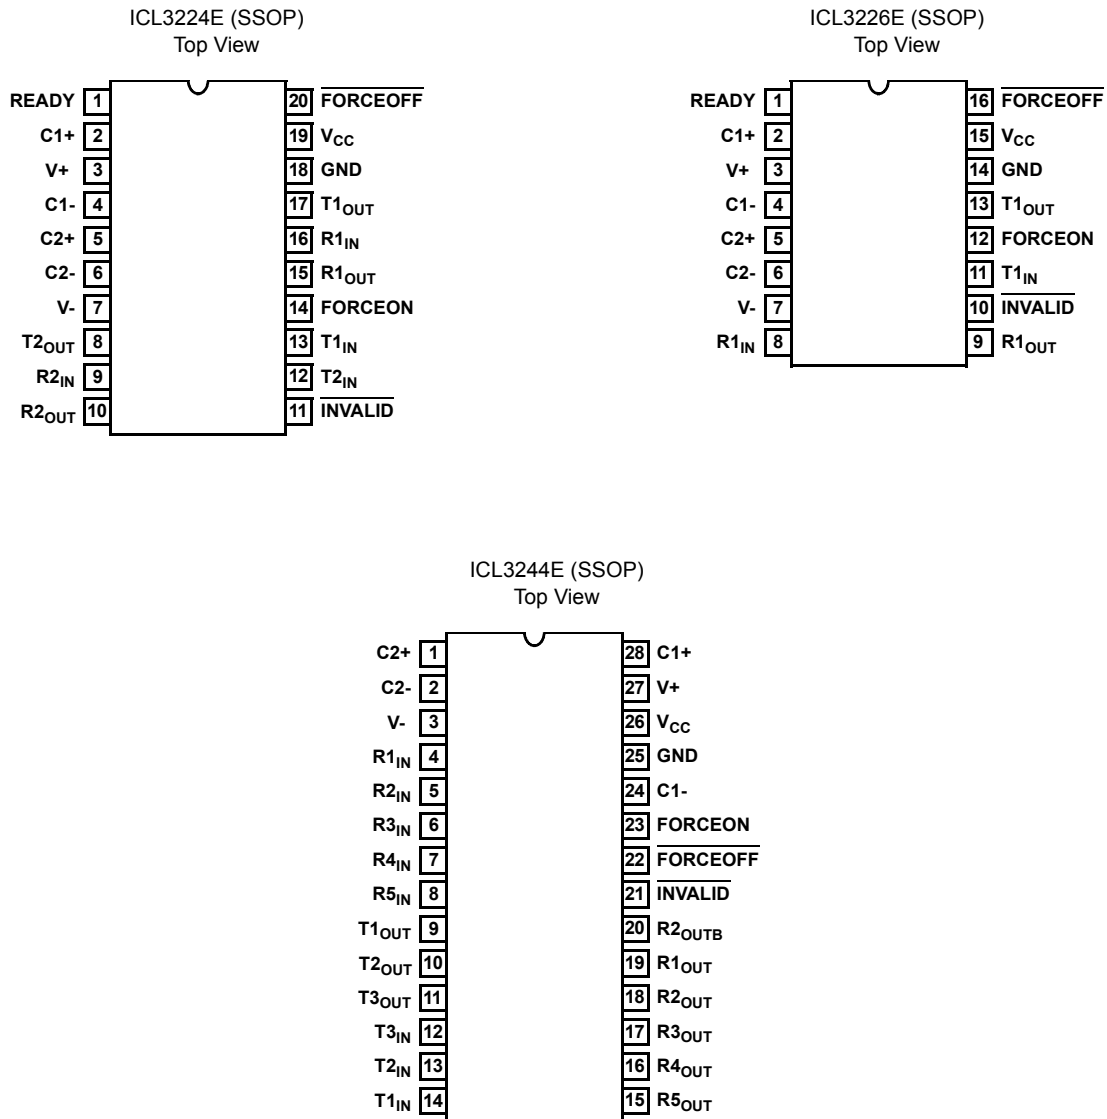 ICL3224E (SSOP)
Top View
READY 1 20 FORCEOFF
C1+ 2 19 VCC
V+ 3 18 GND
C1- 4 17 T1OUT
C2+ 5 16 R1IN
C2- 6 15 R1OUT
V- 7 14 FORCEON
T2OUT 8 13 T1IN
R2IN 9 12 T2IN
R2OUT 10 11 INVALID
ICL3226E (SSOP)
Top View
READY 1 16 FORCEOFF
C1+ 2 15 VCC
V+ 3 14 GND
C1- 4 13 T1OUT
C2+ 5 12 FORCEON
C2- 6 11 T1IN
V- 7 10 INVALID
R1IN 8 9 R1OUT
ICL3244E (SSOP)
Top View
C2+ 1 28 C1+
C2- 2 27 V+
V- 3 26 VCC
R1IN 4 25 GND
R2IN 5 24 C1-
R3IN 6 23 FORCEON
R4IN 7 22 FORCEOFF
R5IN 8 21 INVALID
T1OUT 9 20 R2OUTB
T2OUT 10 19 R1OUT
T3OUT 11 18 R2OUT
T3IN 12 17 R3OUT
T2IN 13 16 R4OUT
T1IN 14 15 R5OUT